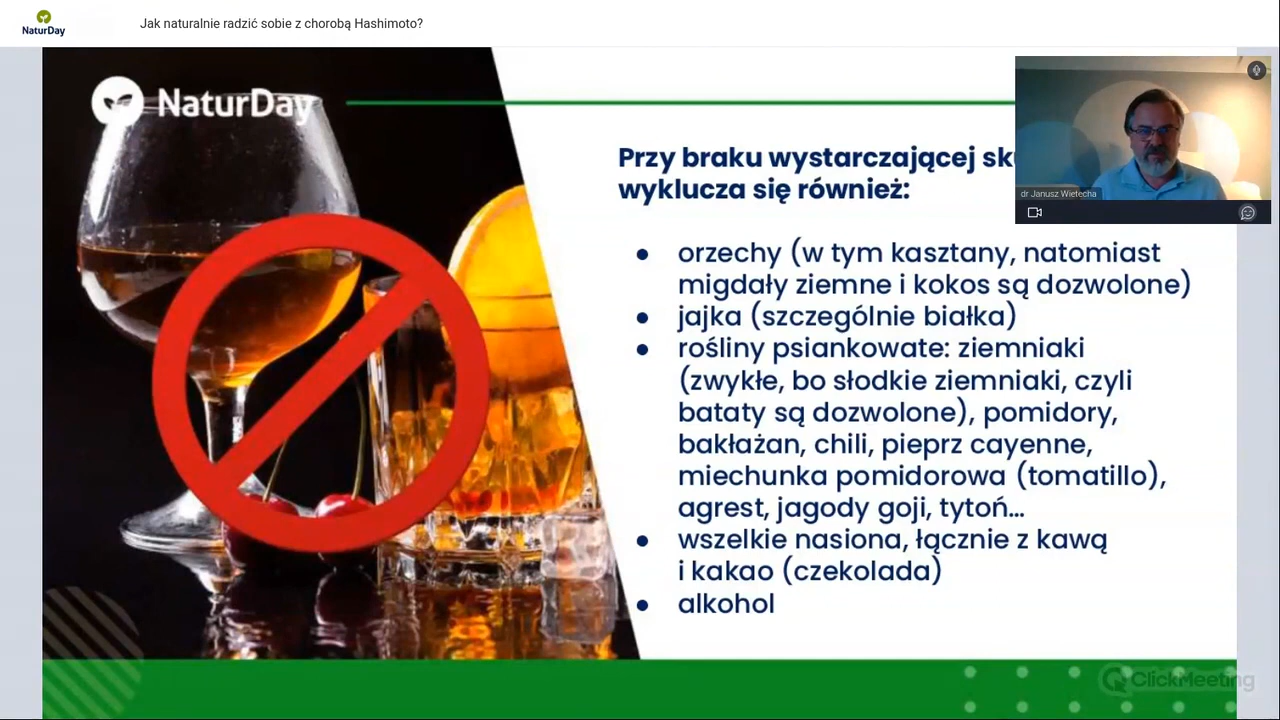 NaturDay
Jak naturalnie radzić sobie z chorobą Hashimoto?
NaturDay
Przy braku wystarczającej
wyklucza się również:
dr Janusz Wietecha
● orzechy (w tym kasztany, natomiast
migdały ziemne i kokos są dozwolone)
● jajka (szczególnie białka)
● rośliny psiankowate: ziemniaki
(zwykłe, bo słodkie ziemniaki, czyli
bataty są dozwolone), pomidory,
bakłażan, chili, pieprz cayenne,
miechunka pomidorowa (tomatillo),
agrest, jagody goji, tytoń...
● wszelkie nasiona, łącznie z kawą
i kakao (czekolada)
● alkohol
ClickMeeting